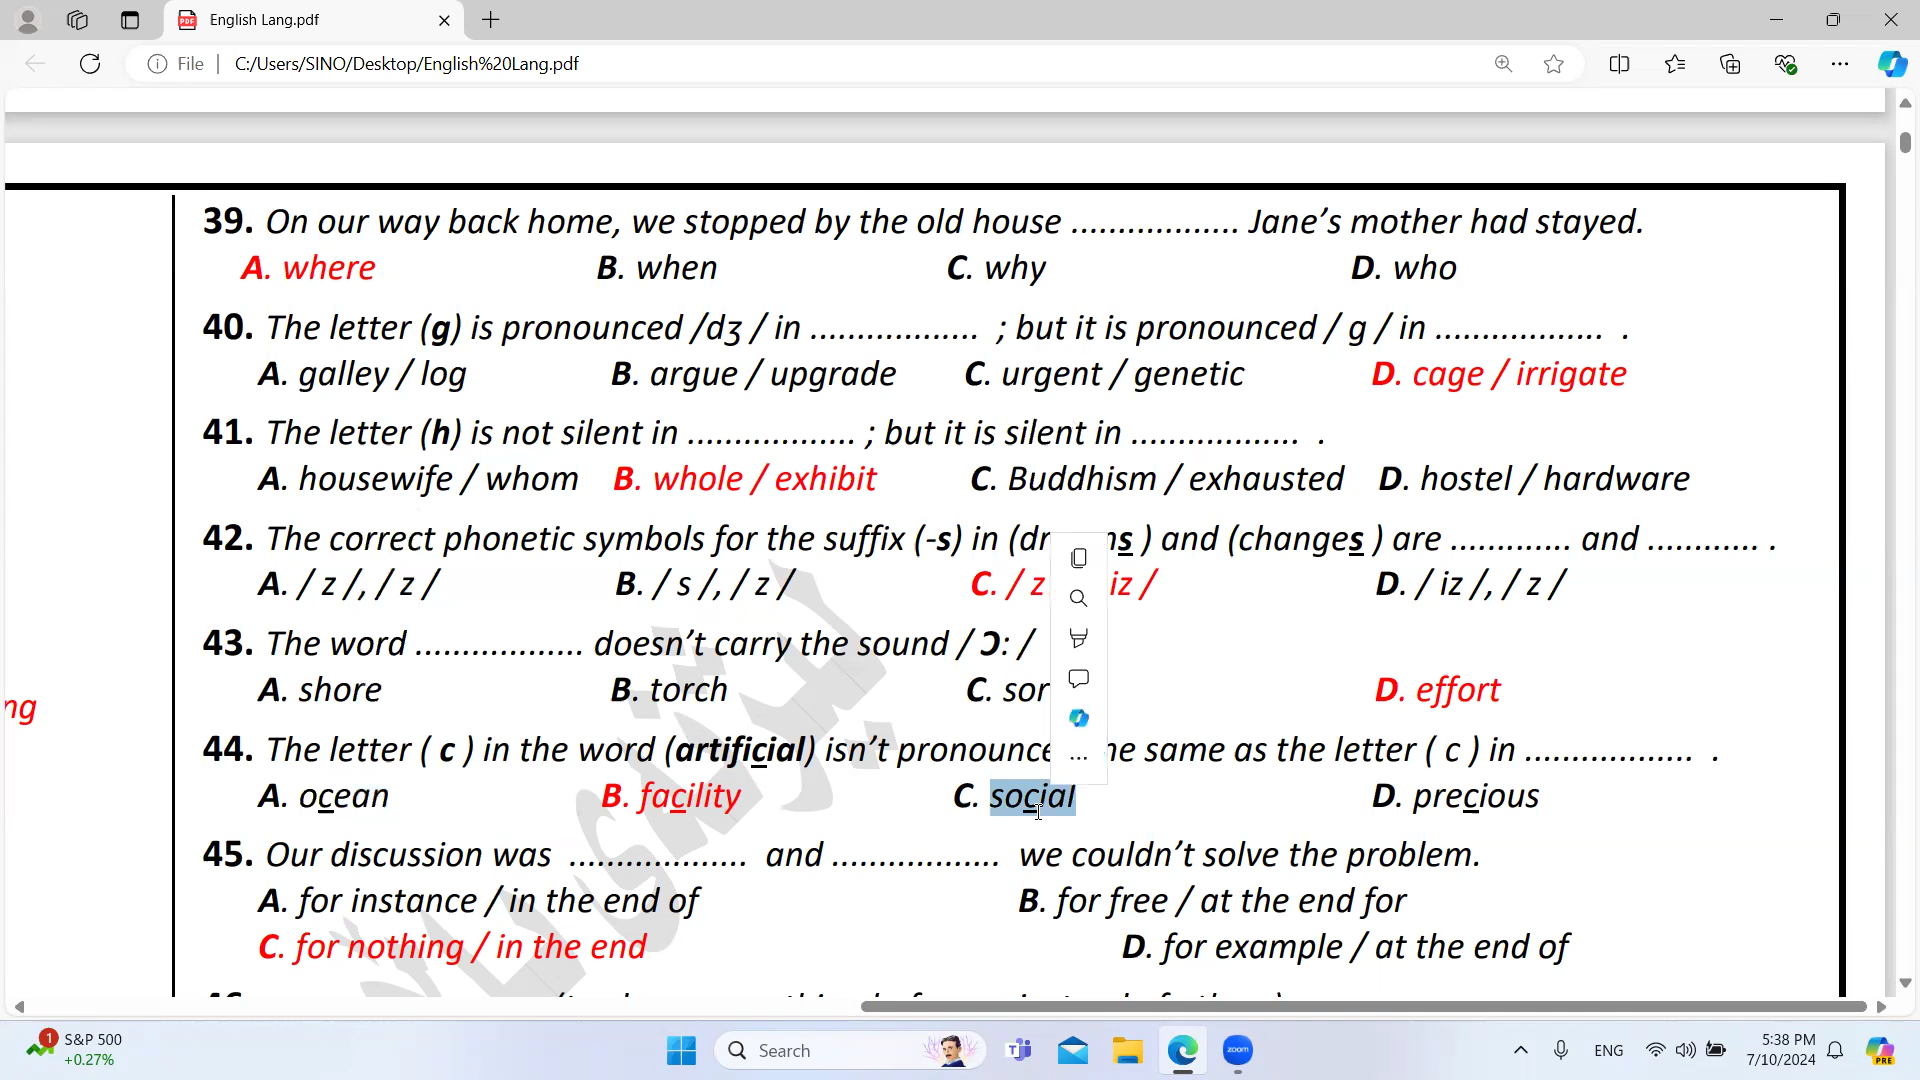 English Lang.pdf
File
C:/Users/SINO/Desktop/English%20Lang.pdf
39. On our way back home, we stopped by the old house .................. Jane's mother had stayed.
A. where B. when C. why D. who
40. The letter (g) is pronounced /dʒ / in .................. ; but it is pronounced / g / in .................. .
A. galley / log B. argue / upgrade C. urgent / genetic D. cage / irrigate
41. The letter (h) is not silent in .................. ; but it is silent in .................. .
A. housewife / whom B. whole / exhibit C. Buddhism / exhausted D. hostel / hardware
42. The correct phonetic symbols for the suffix (-s) in ( s ) and (changes ) are ............. and ............ .
A. / z /, / z / B. / s /, / z / C. / z iz / D. / iz /, / z /
43. The word .................. doesn't carry the sound / Ɔ: /
A. shore B. torch C. D. effort
ng
44. The letter ( c ) in the word (artificial) isn't same as the letter ( c ) in .................. .
A. ocean B. facility C. social D. precious
45. Our discussion was ................... and .................. we couldn't solve the problem.
A. for instance / in the end of B. for free / at the end for
C. for nothing / in the end D. for example / at the end of
S&P 500
+0.27%
1
Search
zoom
ENG
5:38 PM
7/10/2024
PRE